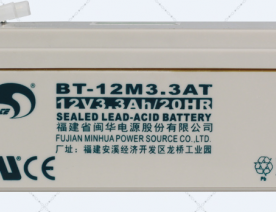 BT-12M3.3AT
12V3.3Ah/20HR
SEALED LEAD-ACID BATTERY
福建省闽华电源股份有限公司
FUJIAN MINHUA POWER SOURCE CO.,LTD
厂址：福建安溪经济开发区龙桥工业园
Pb